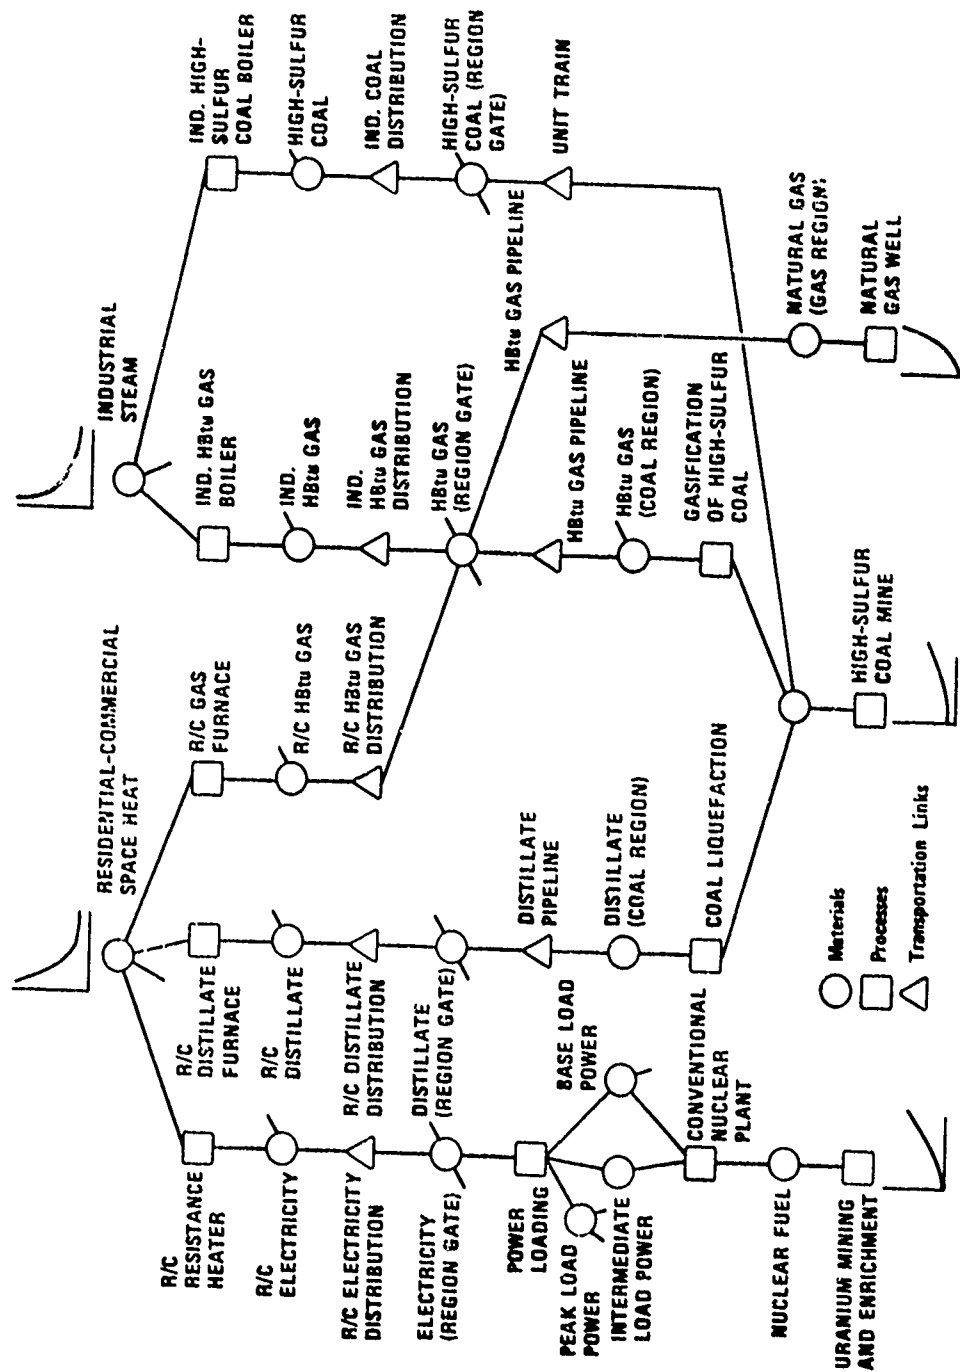 RESIDENTIAL-COMMERCIAL
SPACE HEAT
INDUSTRIAL
STEAM
R/C
RESISTANCE
HEATER
R/C
DISTILLATE
FURNACE
R/C GAS
FURNACE
IND. HBtu GAS
BOILER
IND. HIGH-
SULFUR
COAL BOILER
R/C
ELECTRICITY
R/C
DISTILLATE
R/C HBtu GAS
IND.
HBtu GAS
HIGH-SULFUR
COAL
R/C ELECTRICITY
DISTRIBUTION
R/C DISTILLATE
DISTRIBUTION
R/C HBtu GAS
DISTRIBUTION
IND.
HBtu GAS
DISTRIBUTION
IND. COAL
DISTRIBUTION
ELECTRICITY
(REGION GATE)
DISTILLATE
(REGION GATE)
HBtu GAS
(REGION GATE)
HIGH-SULFUR
COAL (REGION
GATE)
POWER
LOADING
DISTILLATE
PIPELINE
HBtu GAS PIPELINE
HBtu GAS PIPELINE
UNIT TRAIN
PEAK LOAD
POWER
INTERMEDIATE
LOAD POWER
BASE LOAD
POWER
DISTILLATE
(COAL REGION)
HBtu GAS
(COAL REGION)
CONVENTIONAL
NUCLEAR
PLANT
COAL LIQUEFACTION
GASIFICATION
OF HIGH-SULFUR
COAL
NUCLEAR FUEL
NATURAL GAS
(GAS REGION;
URANIUM MINING
AND ENRICHMENT
HIGH-SULFUR
COAL MINE
NATURAL
GAS WELL
Materials
Processes
Transportation Links